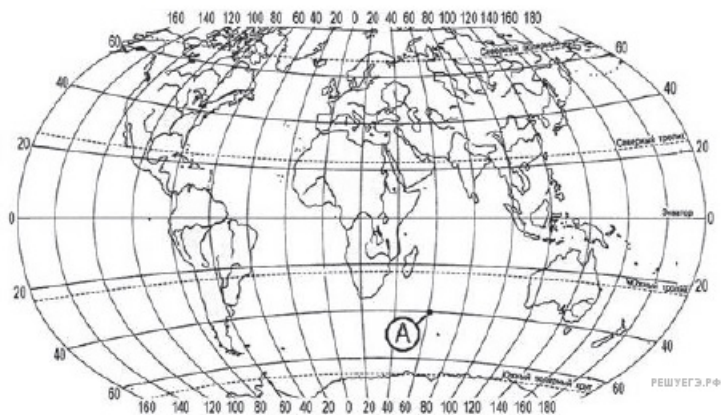 160 140 120 100 80 60 40 20 0 20 40 60 80 100 120 140 160 180
60 Северный полярный круг 60
40 40
20 Северный тропик 20
0 Экватор 0
20 Южный тропик 20
A
40 40
60 Южный полярный круг 60
160 140 120 100 80 60 40 20 0 20 40 60 80 100 120 140 160 180
РЕШУЕГЭ.РФ